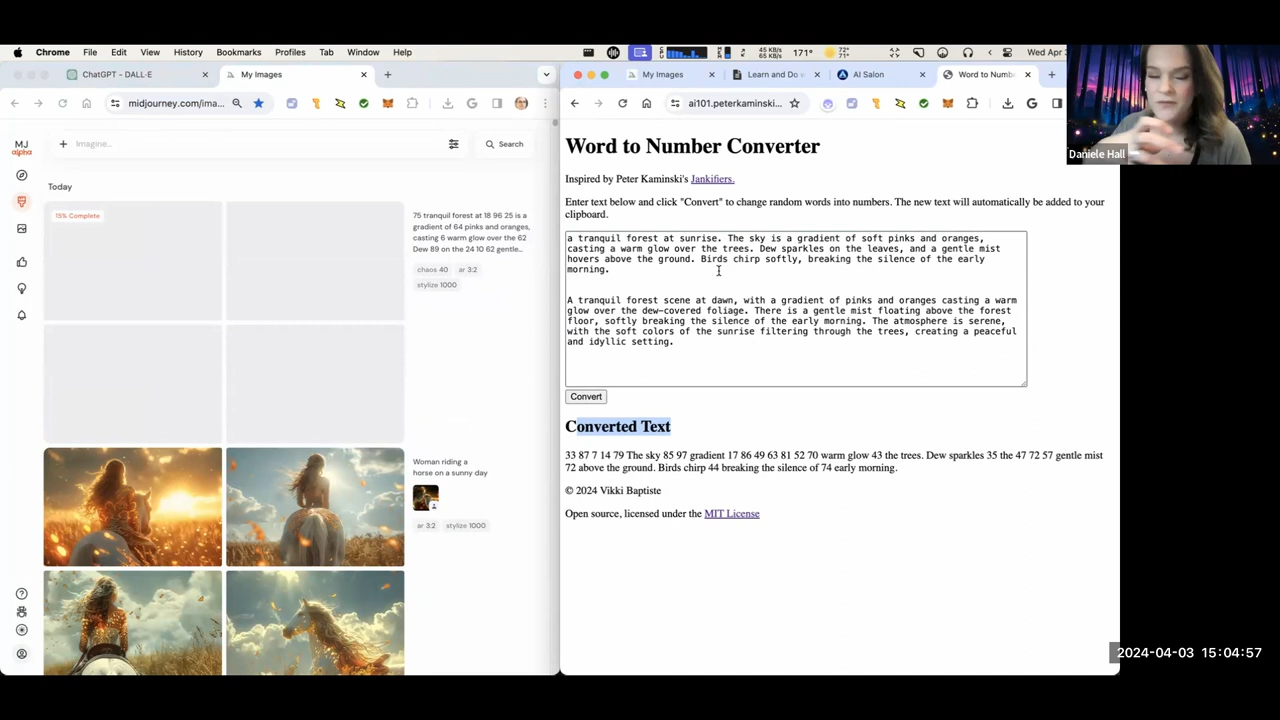 Chrome File Edit View History Bookmarks Profiles Tab Window Help
45 KB/s
65 KB/s
171°
72°
71°
Wed Apr 3
ChatGPT - DALL·E
My Images
My Images
Learn and Do v
AI Salon
Word to Numb
midjourney.com/ima...
ai101.peterkaminski...
Daniele Hall
MJ
alpha
Imagine...
Search
Today
15% Complete
75 tranquil forest at 18 96 25 is a
gradient of 64 pinks and oranges,
casting 6 warm glow over the 62
Dew 89 on the 24 10 62 gentle...
chaos 40 ar 3:2
stylize 1000
Woman riding a
horse on a sunny day
ar 3:2 stylize 1000
Word to Number Converter
Inspired by Peter Kaminski's Jankifiers.
Enter text below and click "Convert" to change random words into numbers. The new text will automatically be added to your
clipboard.
a tranquil forest at sunrise. The sky is a gradient of soft pinks and oranges,
casting a warm glow over the trees. Dew sparkles on the leaves, and a gentle mist
hovers above the ground. Birds chirp softly, breaking the silence of the early
morning.
A tranquil forest scene at dawn, with a gradient of pinks and oranges casting a warm
glow over the dew-covered foliage. There is a gentle mist floating above the forest
floor, softly breaking the silence of the early morning. The atmosphere is serene,
with the soft colors of the sunrise filtering through the trees, creating a peaceful
and idyllic setting.
Convert
Converted Text
33 87 7 14 79 The sky 85 97 gradient 17 86 49 63 81 52 70 warm glow 43 the trees. Dew sparkles 35 the 47 72 57 gentle mist
72 above the ground. Birds chirp 44 breaking the silence of 74 early morning.
© 2024 Vikki Baptiste
Open source, licensed under the MIT License
2024-04-03 15:04:57